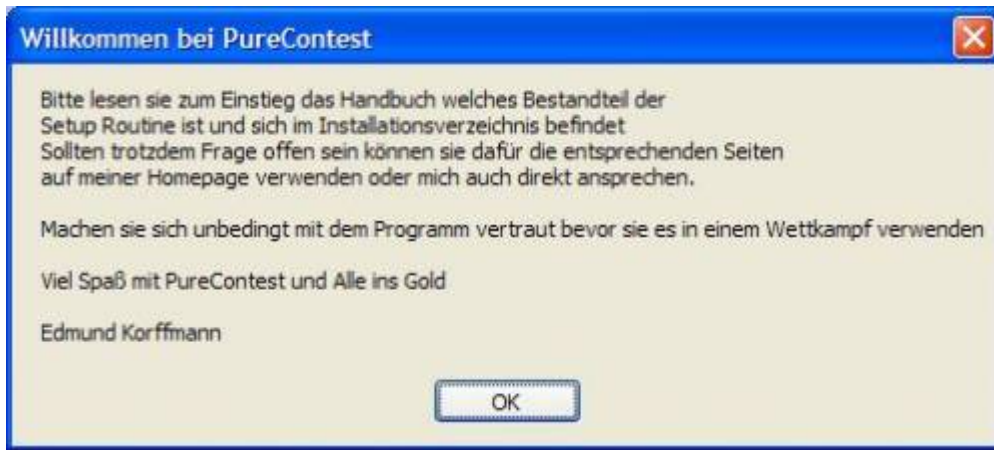 Willkommen bei PureContest
Bitte lesen sie zum Einstieg das Handbuch welches Bestandteil der
Setup Routine ist und sich im Installationsverzeichnis befindet
Sollten trotzdem Frage offen sein können sie dafür die entsprechenden Seiten
auf meiner Homepage verwenden oder mich auch direkt ansprechen.
Machen sie sich unbedingt mit dem Programm vertraut bevor sie es in einem Wettkampf verwenden
Viel Spaß mit PureContest und Alle ins Gold
Edmund Korffmann
OK